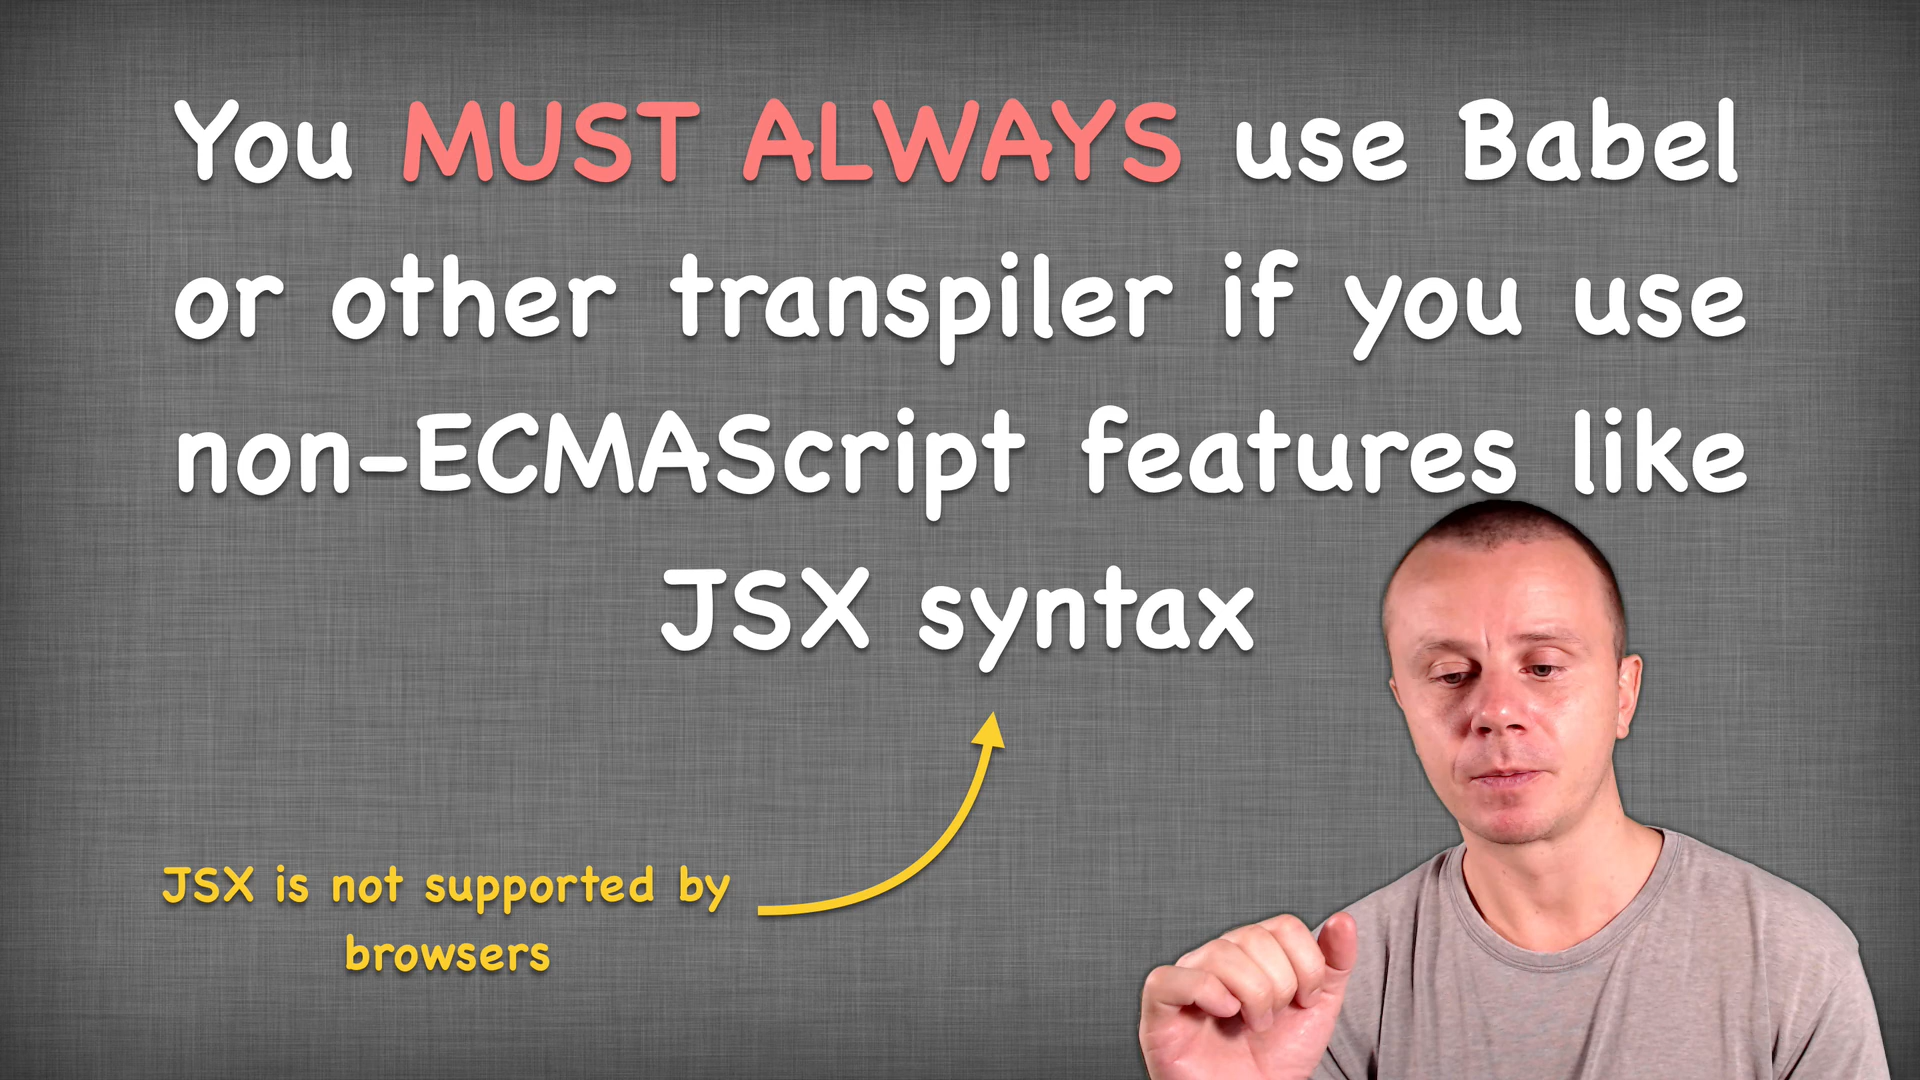 You MUST ALWAYS use Babel
or other transpiler if you use
non-ECMAScript features like
JSX syntax
JSX is not supported by
browsers